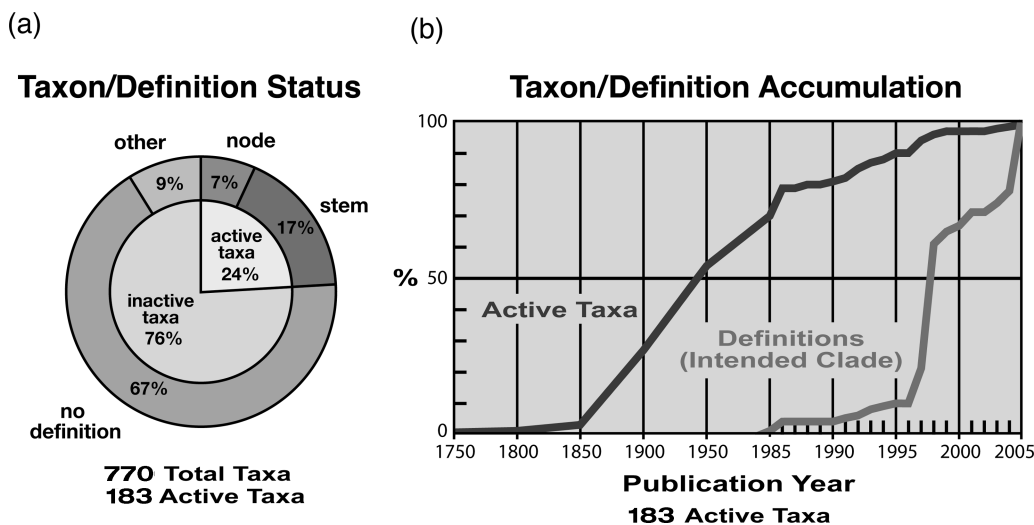 (a)
Taxon/Definition Status
other
node
9%
7%
stem
17%
active
taxa
24%
inactive
taxa
76%
67%
no
definition
770 Total Taxa
183 Active Taxa
(b)
Taxon/Definition Accumulation
100
%
50
Active Taxa
Definitions
(Intended Clade)
0
1750 1800 1850 1900 1950 1985 1990 1995 2000 2005
Publication Year
183 Active Taxa